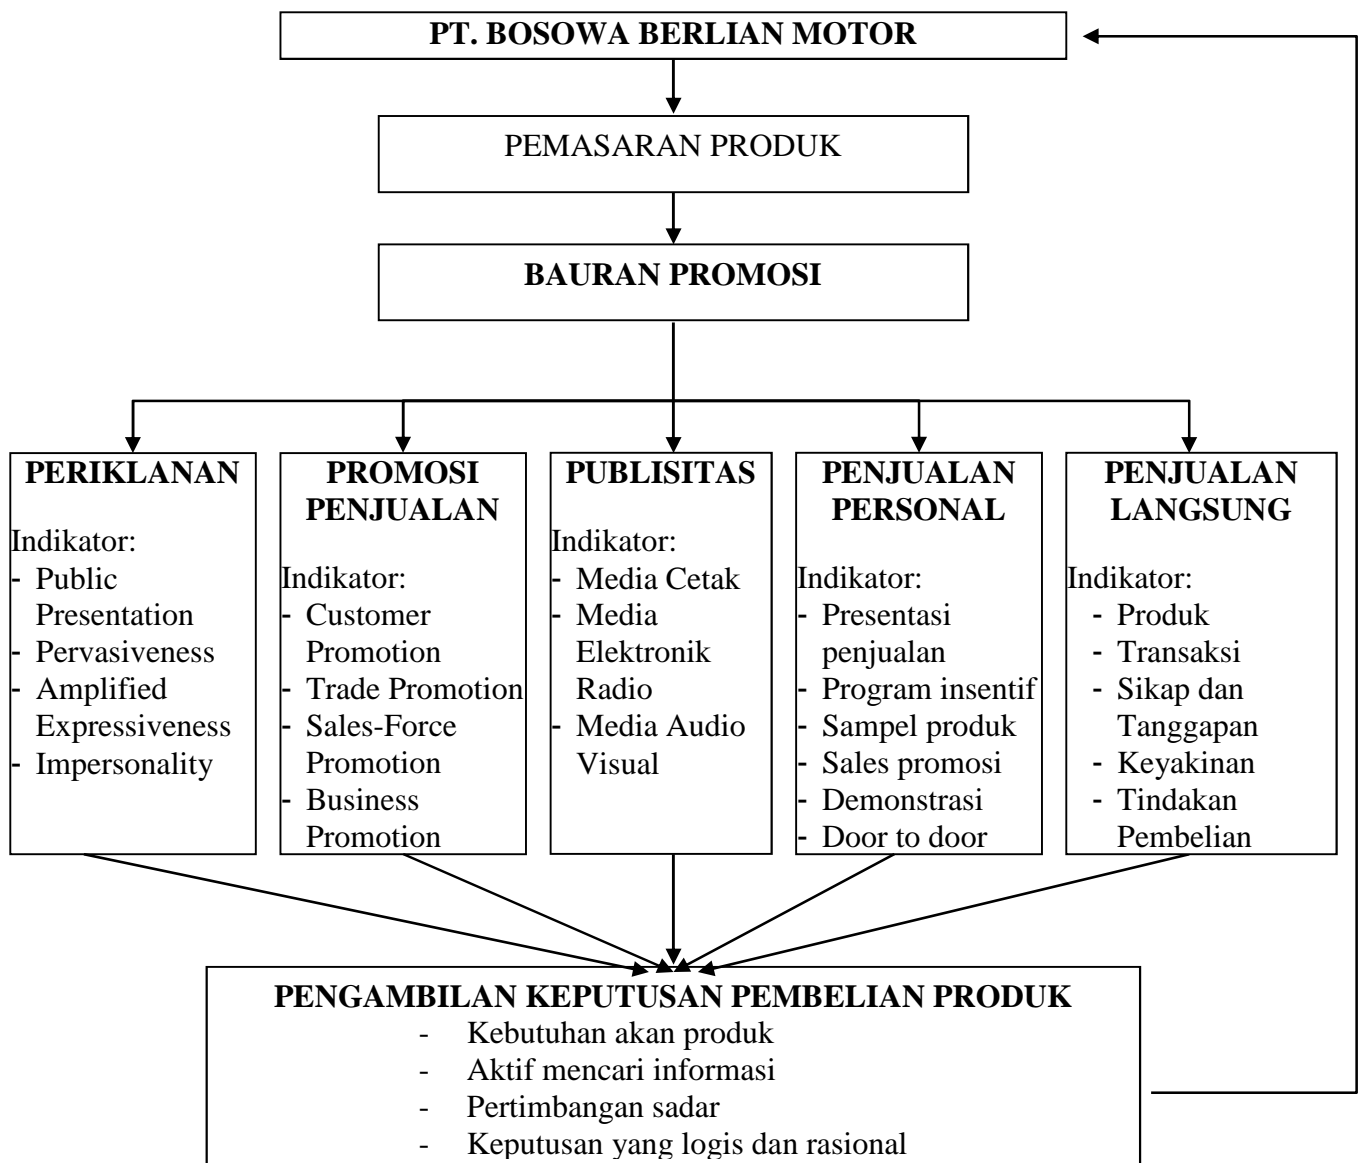 PT. BOSOWA BERLIAN MOTOR
PEMASARAN PRODUK
BAURAN PROMOSI
PERIKLANAN
Indikator:
- Public
Presentation
- Pervasiveness
- Amplified
Expressiveness
- Impersonality
PROMOSI
PENJUALAN
Indikator:
- Customer
Promotion
- Trade Promotion
- Sales-Force
Promotion
- Business
Promotion
PUBLISITAS
Indikator:
- Media Cetak
- Media
Elektronik
Radio
- Media Audio
Visual
PENJUALAN
PERSONAL
Indikator:
- Presentasi
penjualan
- Program insentif
- Sampel produk
- Sales promosi
- Demonstrasi
- Door to door
PENJUALAN
LANGSUNG
Indikator:
- Produk
- Transaksi
- Sikap dan
Tanggapan
- Keyakinan
- Tindakan
Pembelian
PENGAMBILAN KEPUTUSAN PEMBELIAN PRODUK
- Kebutuhan akan produk
- Aktif mencari informasi
- Pertimbangan sadar
- Keputusan yang logis dan rasional